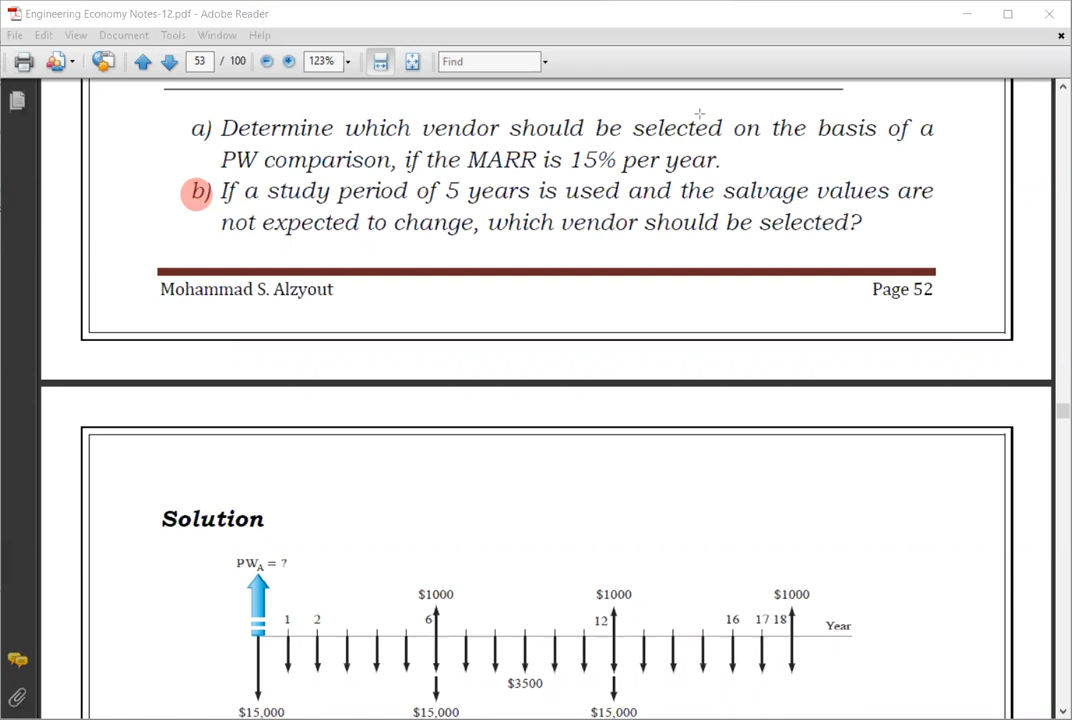 Engineering Economy Notes-12.pdf - Adobe Reader
File Edit View Document Tools Window Help
53 / 100 123% Find
a) Determine which vendor should be selected on the basis of a
PW comparison, if the MARR is 15% per year.
b) If a study period of 5 years is used and the salvage values are
not expected to change, which vendor should be selected?
Mohammad S. Alzyout Page 52
Solution
PWA = ?
$1000 $1000 $1000
1 2 6 12 16 17 18 Year
$3500
$15,000 $15,000 $15,000